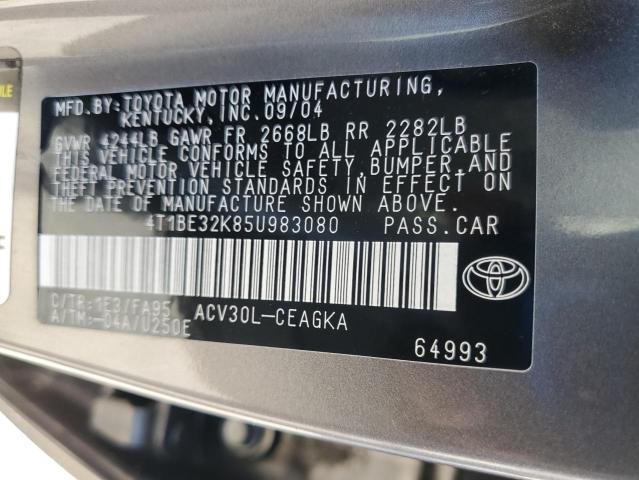 MFD.BY:TOYOTA MOTOR MANUFACTURING,
KENTUCKY,INC.09/04
GVWR 4244LB GAWR FR 2668LB RR 2282LB
THIS VEHICLE CONFORMS TO ALL APPLICABLE
FEDERAL MOTOR VEHICLE SAFETY,BUMPER,AND
THEFT PREVENTION STANDARDS IN EFFECT ON
THE DATE OF MANUFACTURE SHOWN ABOVE.
4T1BE32K85U983080 PASS.CAR
C/TR:1E3/FA95 ACV30L-CEAGKA
A/TM:-04A/U250E
64993